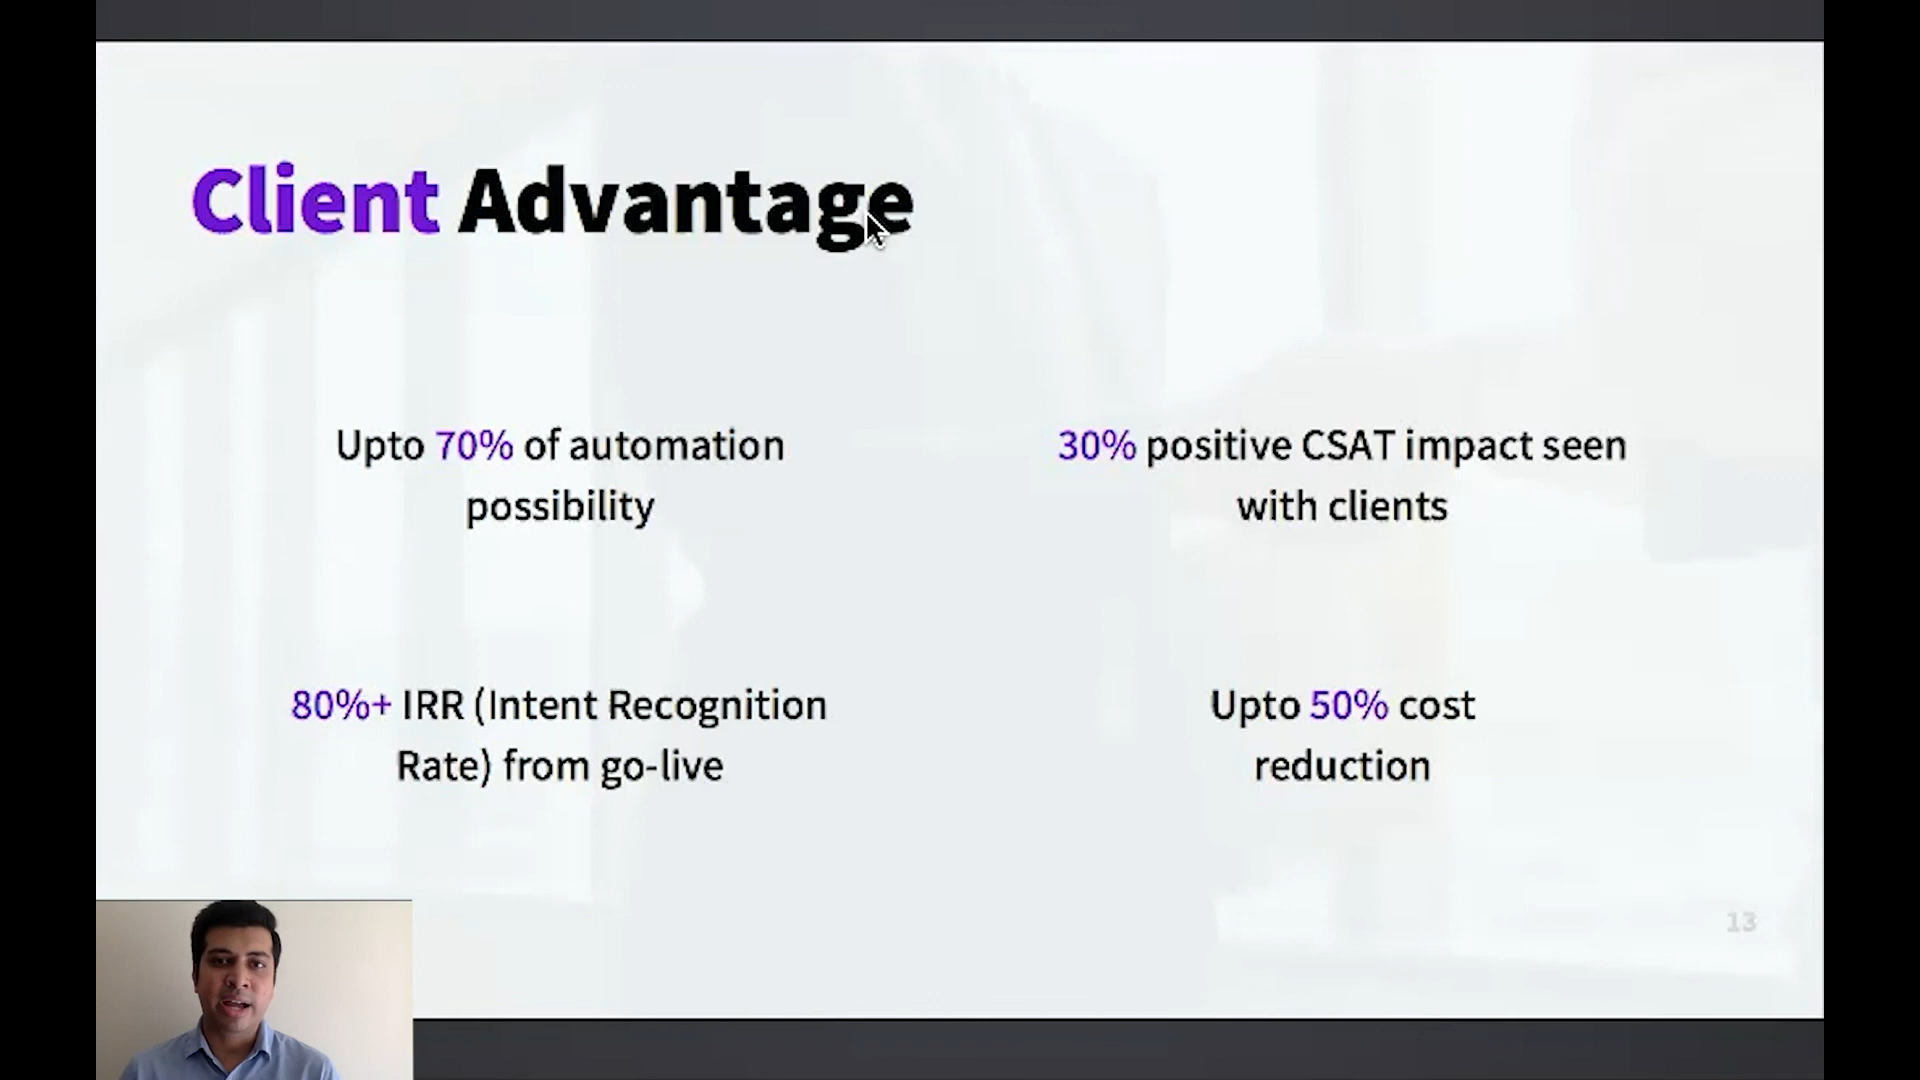 Client Advantage
Upto 70% of automation
possibility
30% positive CSAT impact seen
with clients
80%+ IRR (Intent Recognition
Rate) from go-live
Upto 50% cost
reduction
13